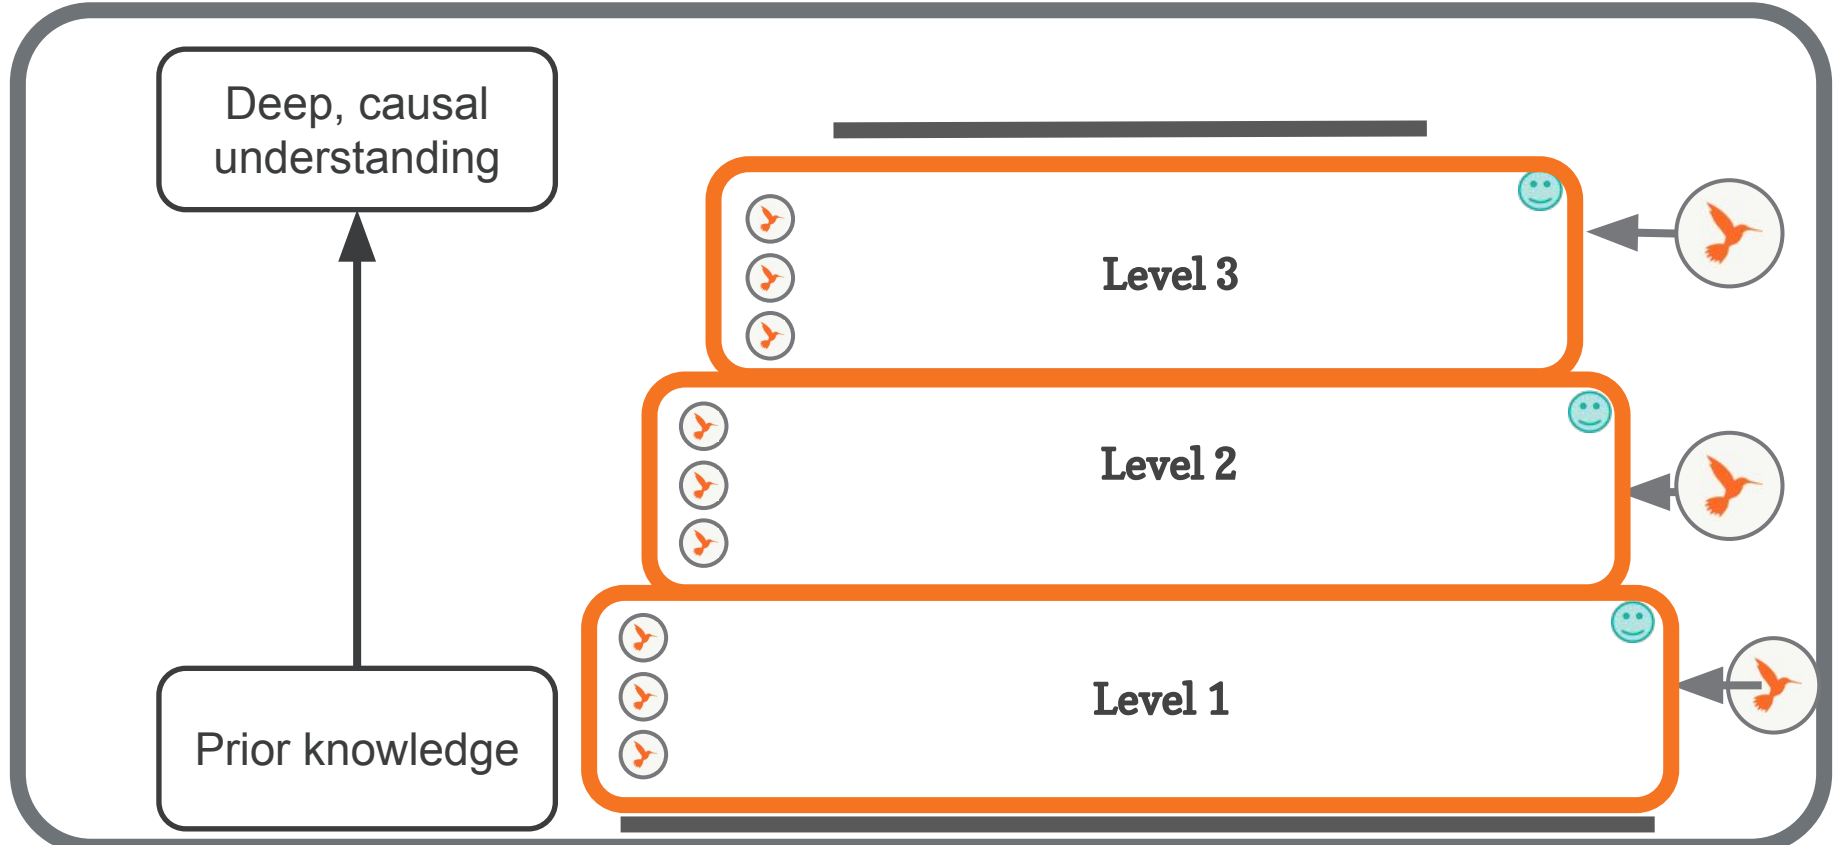 Deep, causal
understanding
Prior knowledge
Level 3
Level 2
Level 1